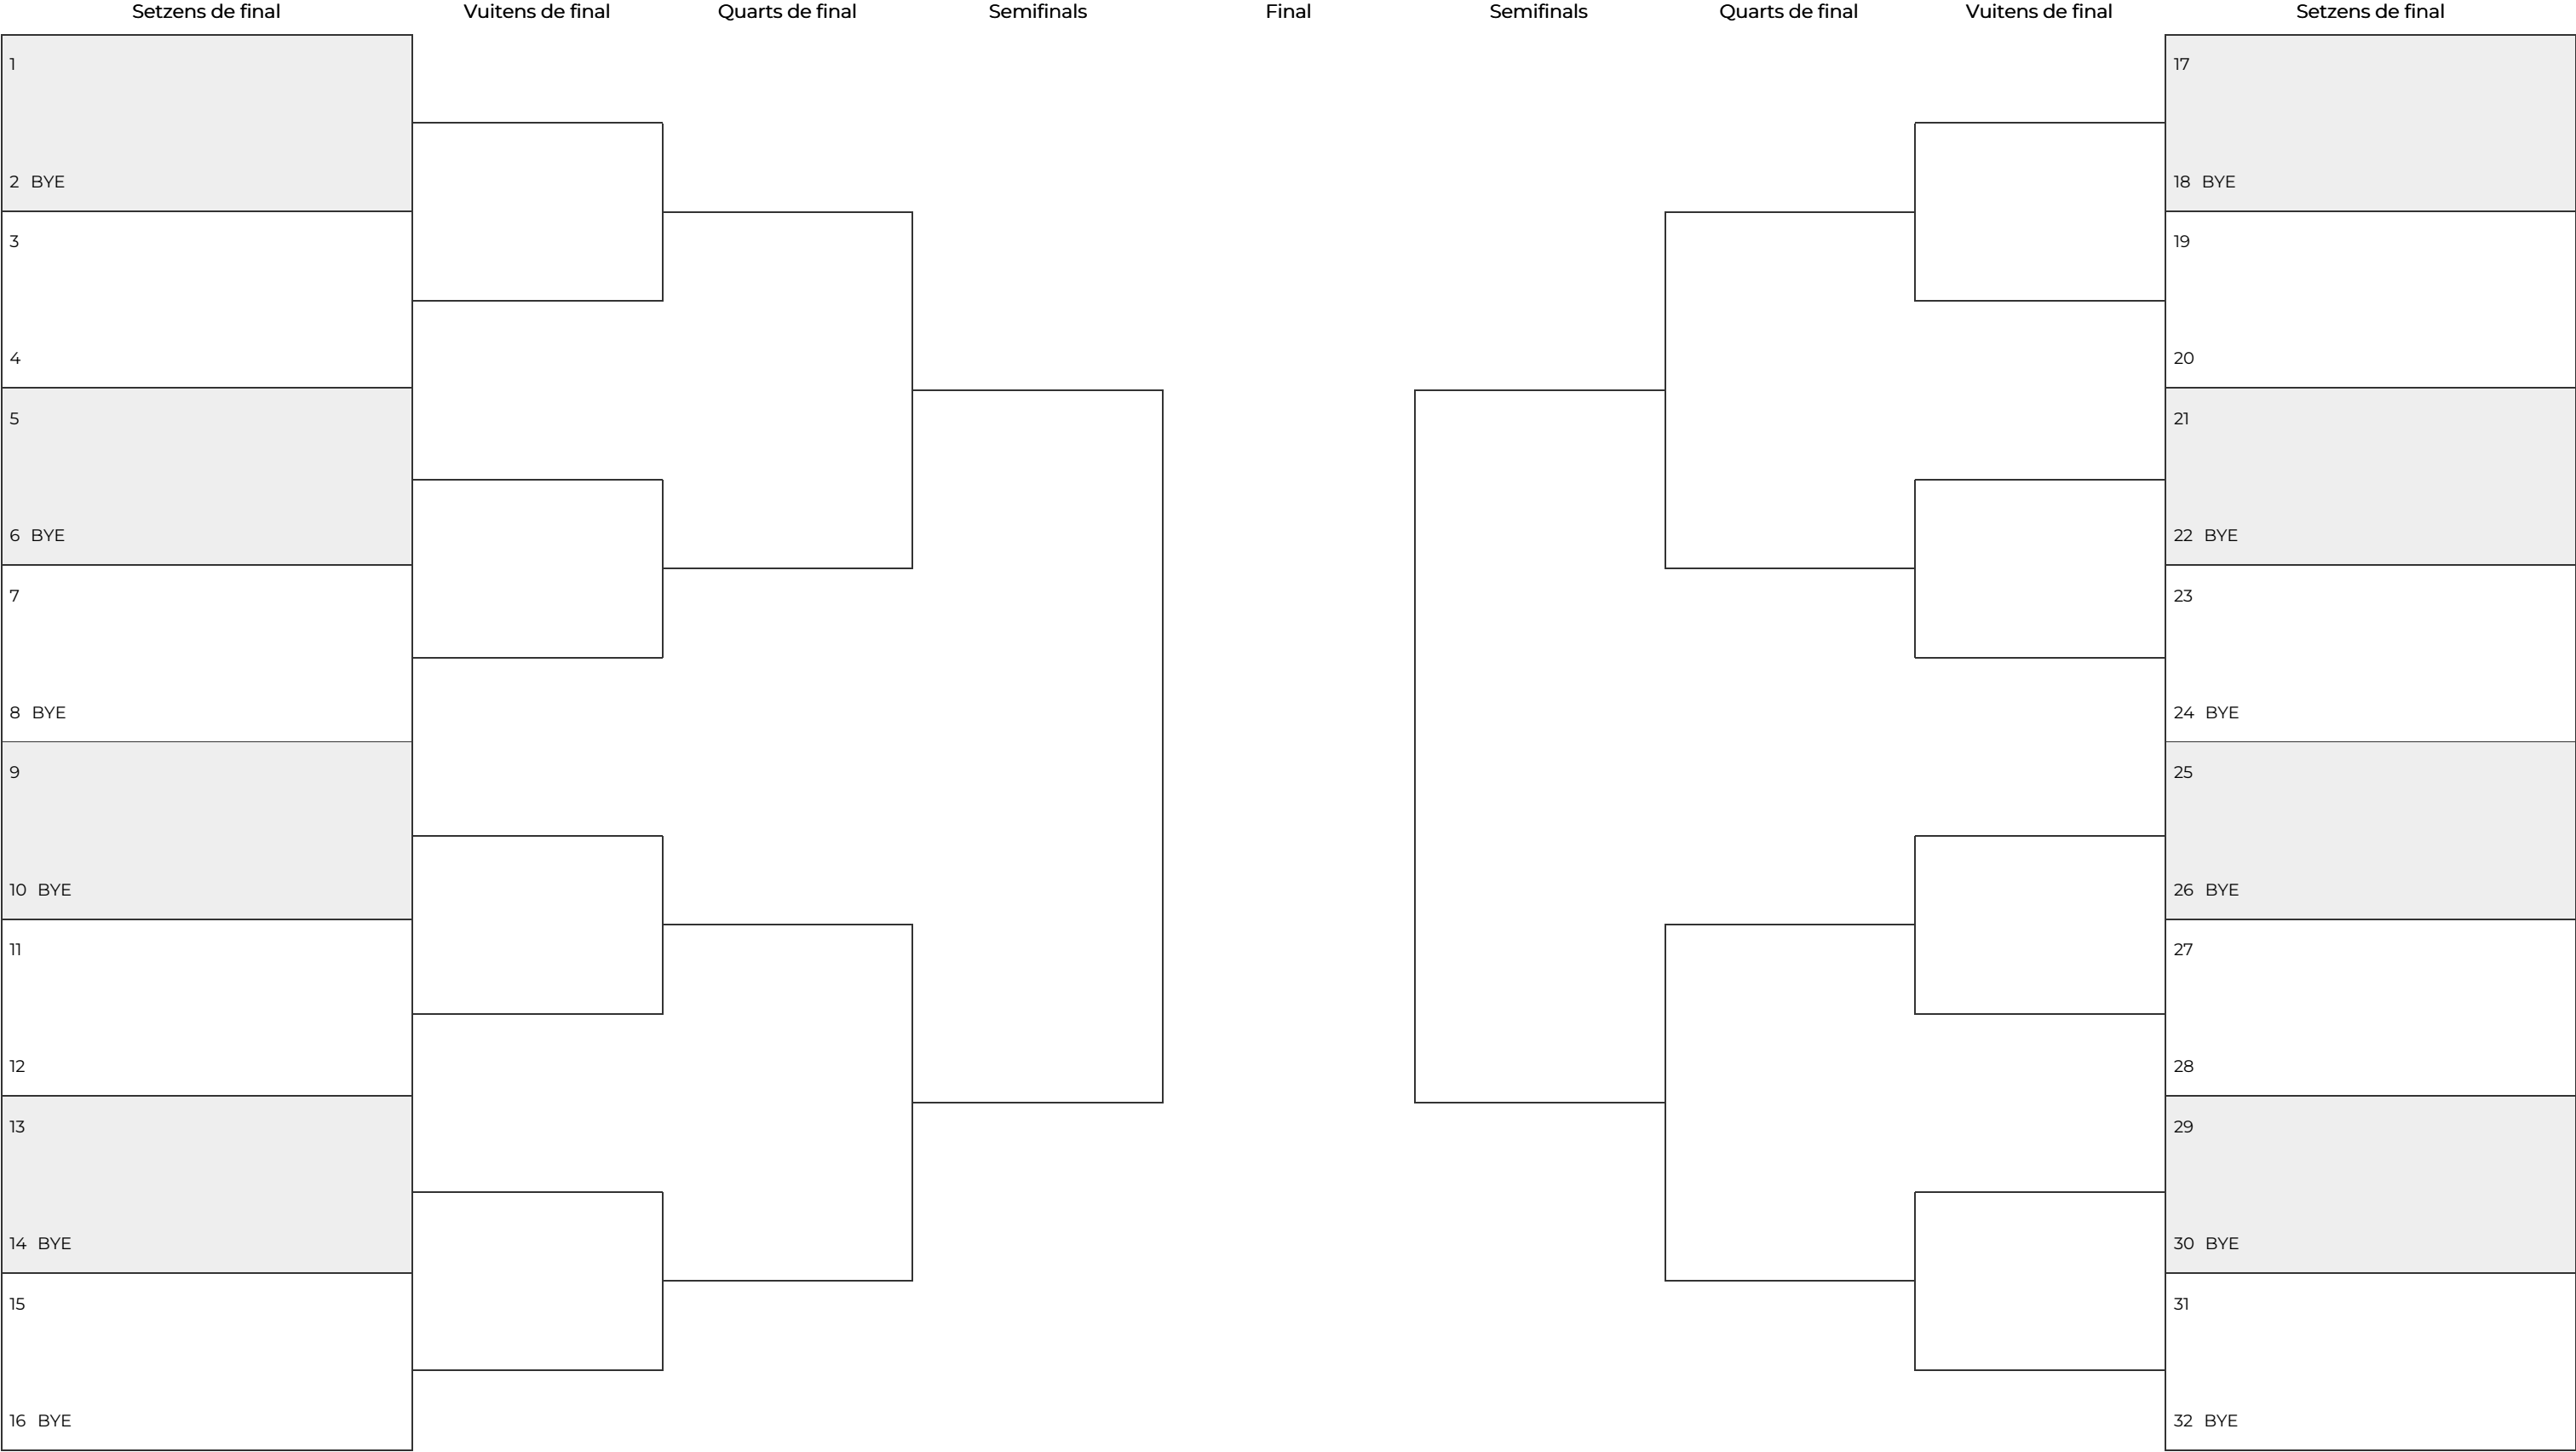 Setzens de final
Vuitens de final
Quarts de final
Semifinals
Final
Semifinals
Quarts de final
Vuitens de final
Setzens de final
1
2 BYE
3
4
5
6 BYE
7
8 BYE
9
10 BYE
11
12
13
14 BYE
15
16 BYE
17
18 BYE
19
20
21
22 BYE
23
24 BYE
25
26 BYE
27
28
29
30 BYE
31
32 BYE